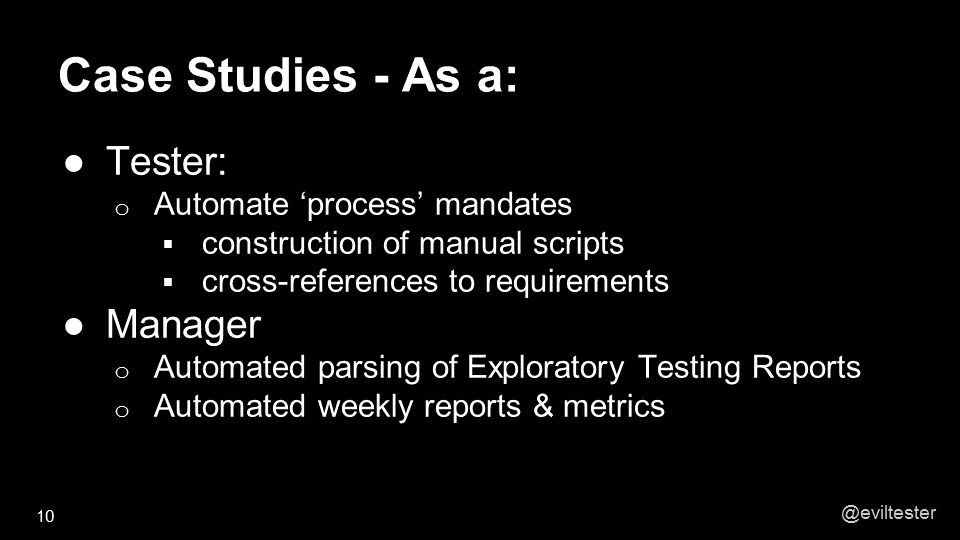 Case Studies - As a:
● Tester:
o Automate ‘process’ mandates
▪ construction of manual scripts
▪ cross-references to requirements
● Manager
o Automated parsing of Exploratory Testing Reports
o Automated weekly reports & metrics
10
@eviltester